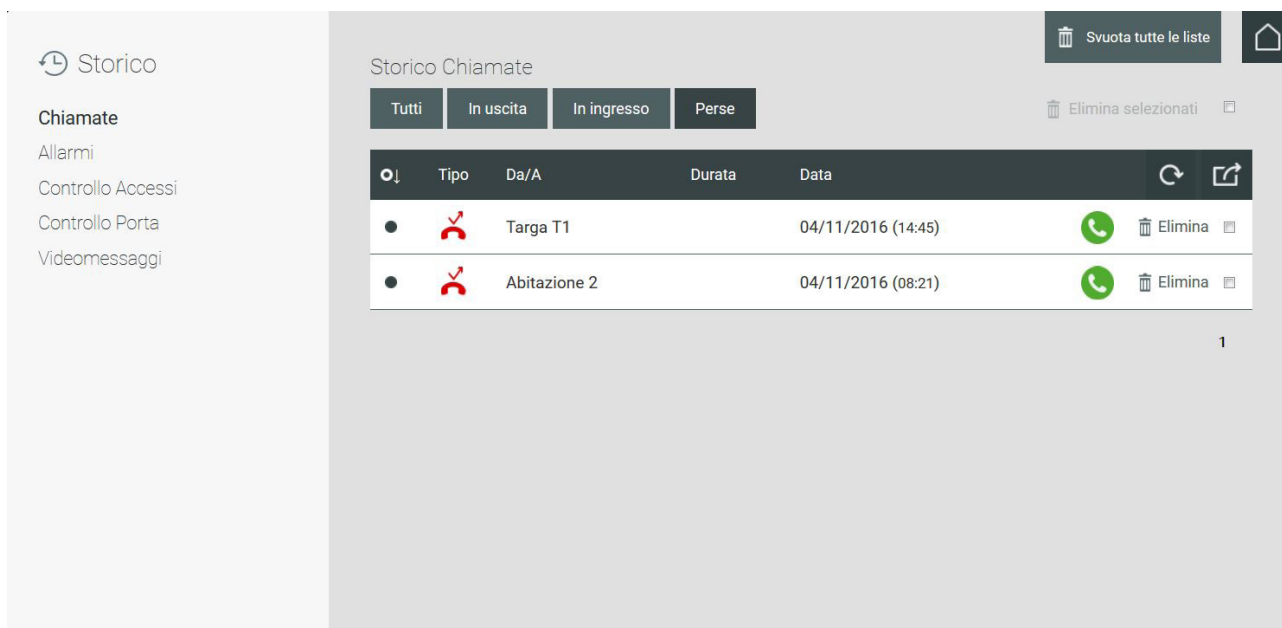 Storico
Chiamate
Allarmi
Controllo Accessi
Controllo Porta
Videomessaggi
Svuota tutte le liste
Storico Chiamate
Tutti In uscita In ingresso Perse Elimina selezionati
Tipo Da/A Durata Data
Targa T1 04/11/2016 (14:45) Elimina
Abitazione 2 04/11/2016 (08:21) Elimina
1